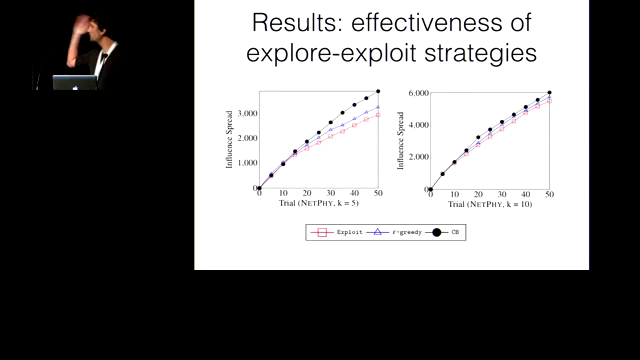 Results: effectiveness of
explore-exploit strategies
Influence Spread
3,000
2,000
1,000
0
0 10 20 30 40 50
Trial (NETPHY, k = 5)
Influence Spread
6,000
4,000
2,000
0
0 10 20 30 40 50
Trial (NETPHY, k = 10)
Exploit ε-greedy CB